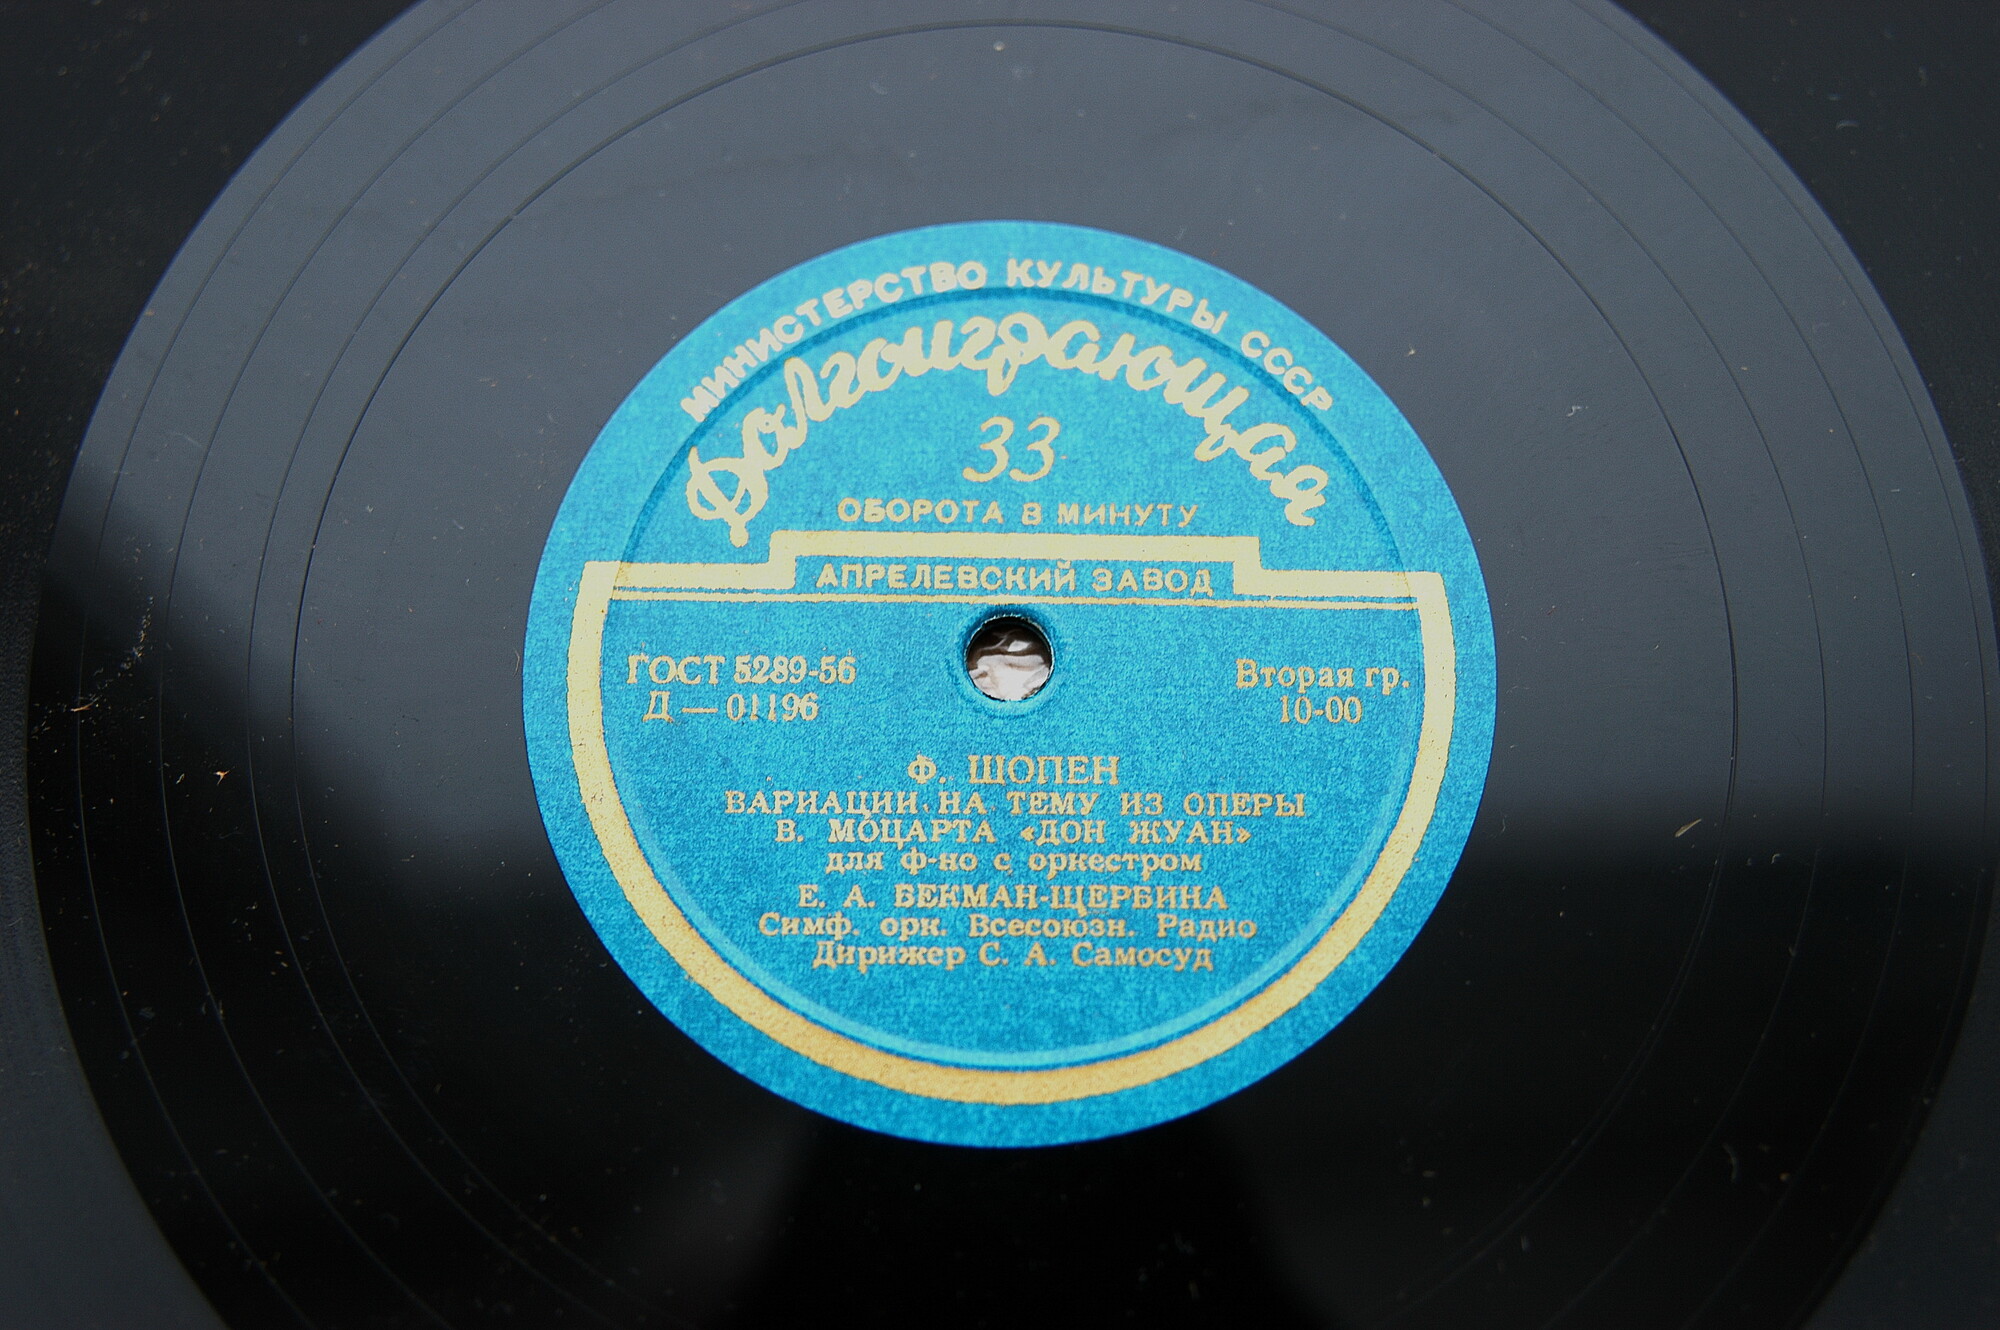 МИНИСТЕРСТВО КУЛЬТУРЫ СССР
Долгоиграющая
33
ОБОРОТА В МИНУТУ
АПРЕЛЕВСКИЙ ЗАВОД
ГОСТ 5289-56
Д — 01196
Вторая гр.
10-00
Ф. ШОПЕН
ВАРИАЦИИ НА ТЕМУ ИЗ ОПЕРЫ
В. МОЦАРТА «ДОН ЖУАН»
для ф-но с оркестром
Е. А. БЕКМАН-ЩЕРБИНА
Симф. орк. Всесоюзн. Радио
Дирижер С. А. Самосуд